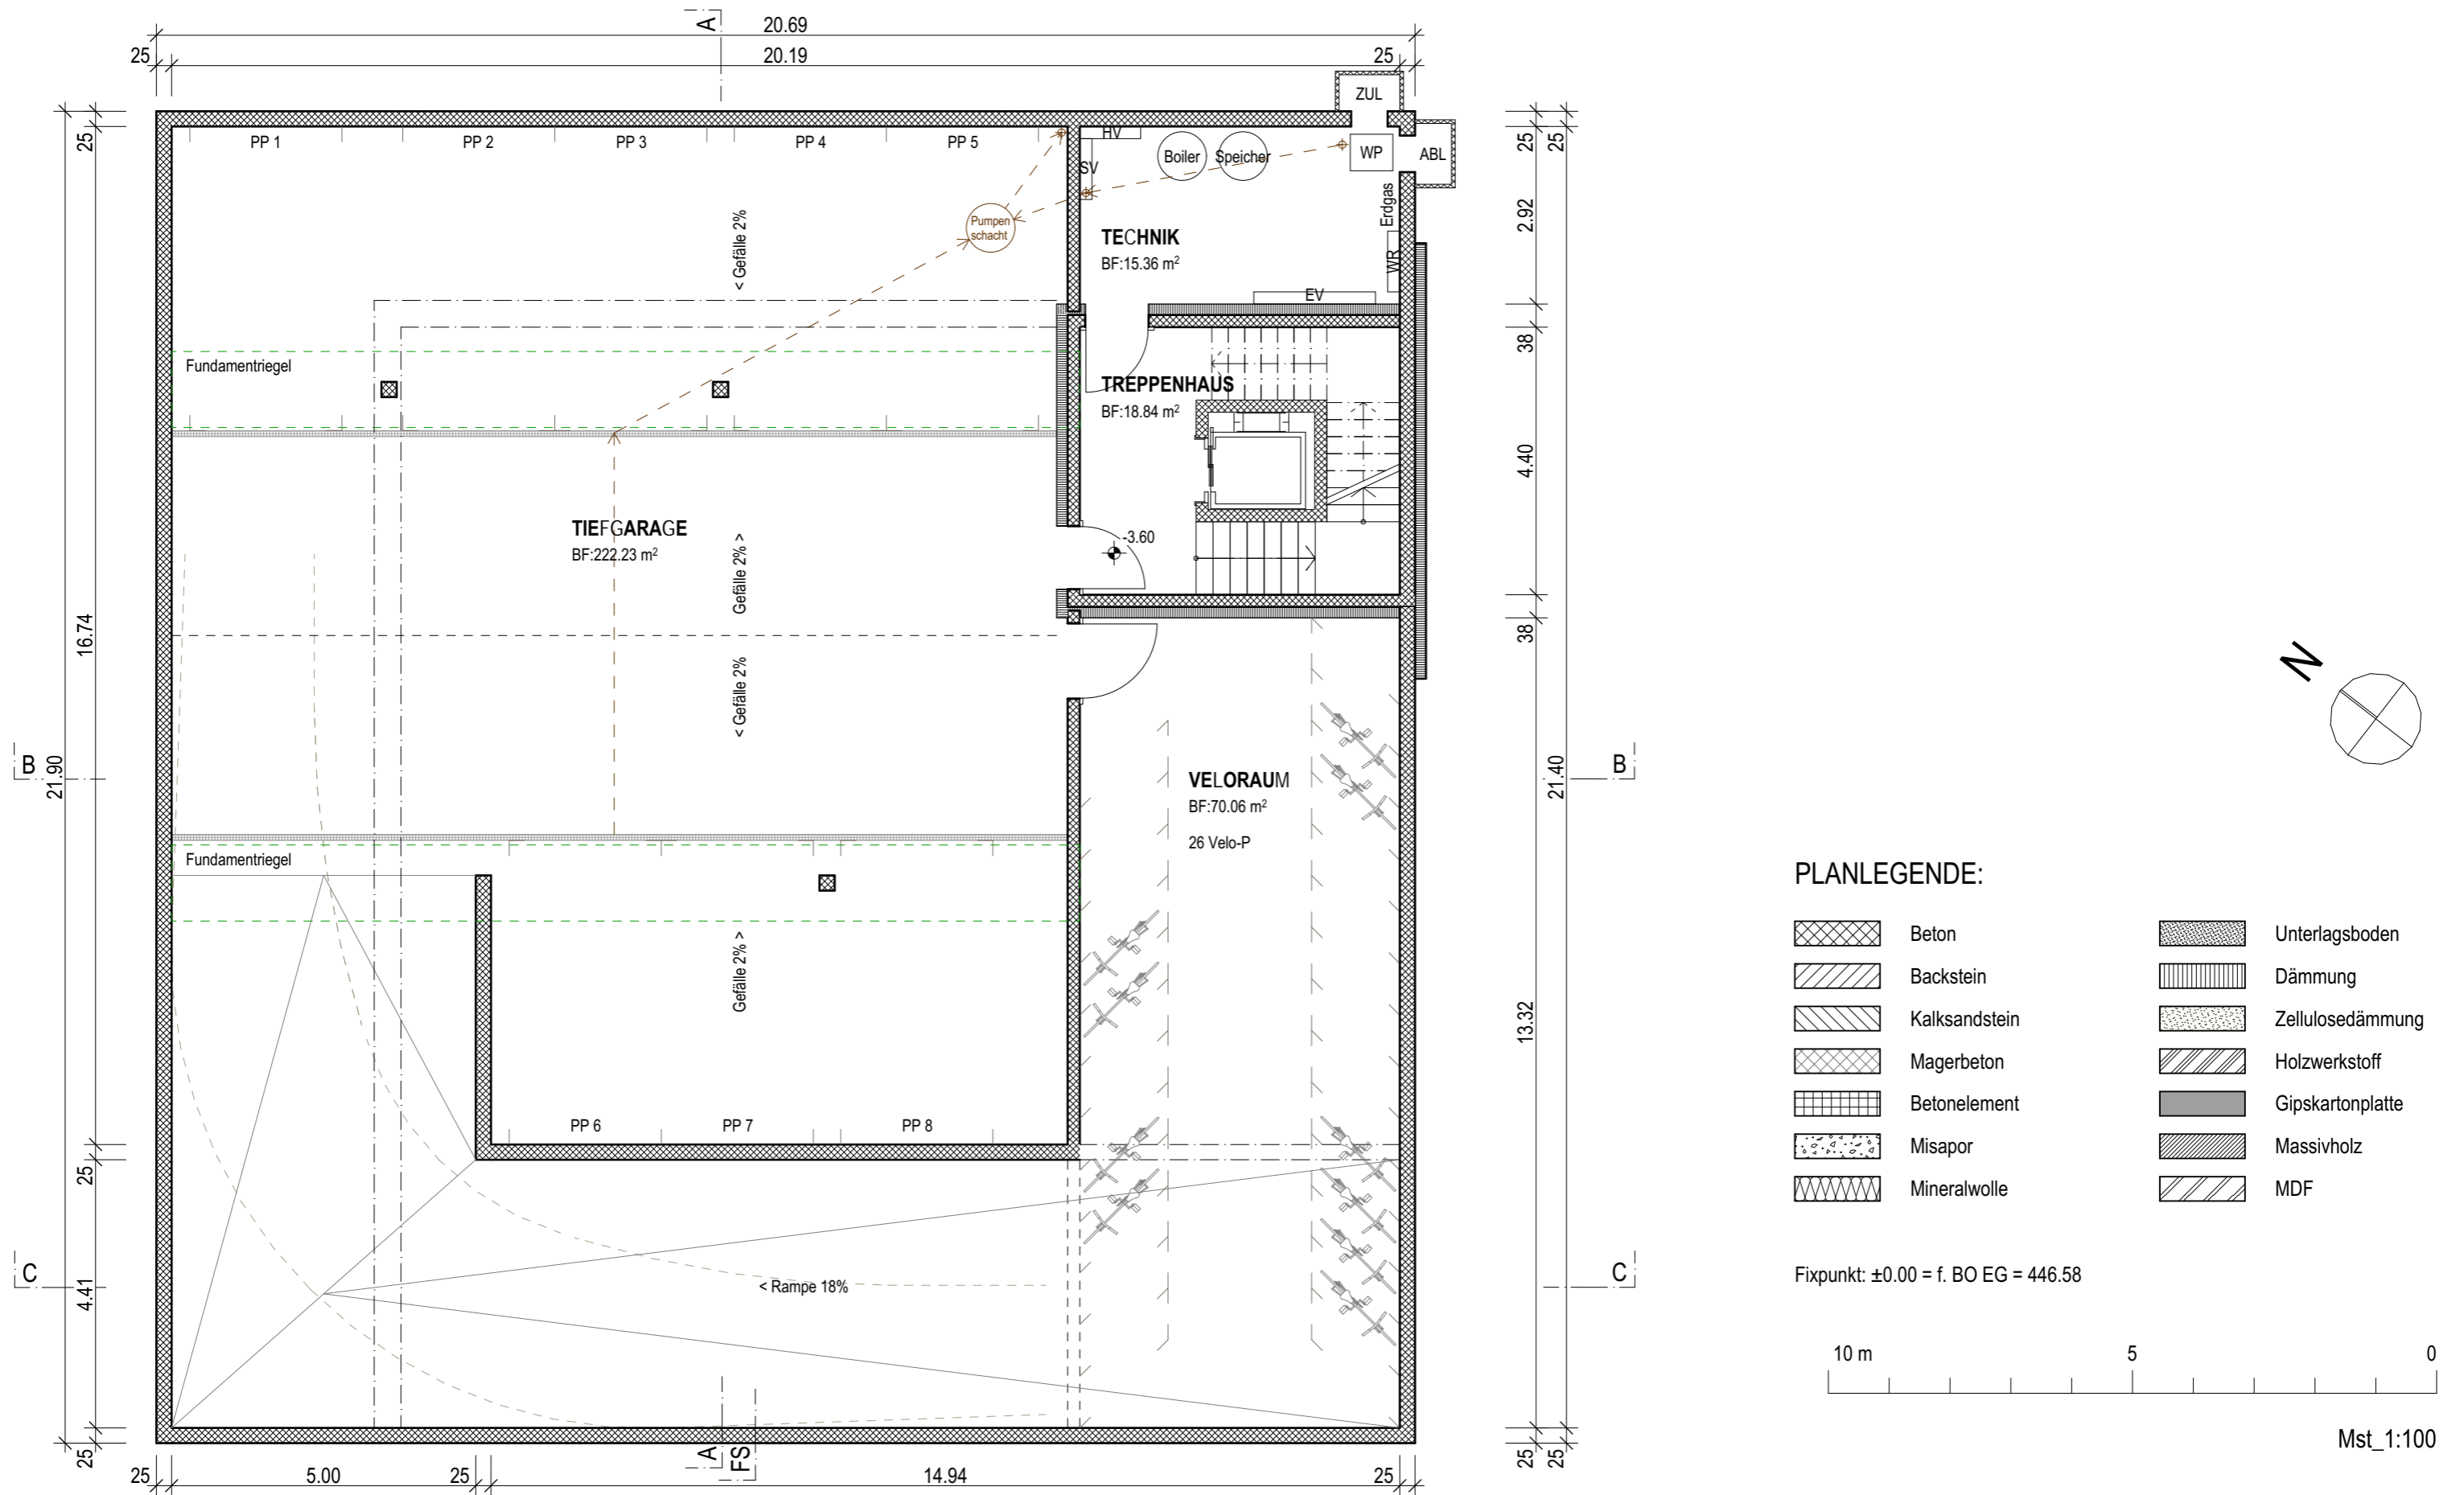 A
20.69
25
20.19
25
ZUL
25
PP 1
PP 2
PP 3
PP 4
PP 5
HV
SV
Boiler
Speicher
WP
ABL
25
25
Erdgas
2.92
< Gefälle 2%
Pumpen
schacht
TECHNIK
BF:15.36 m²
WR
EV
38
Fundamentriegel
TREPPENHAUS
BF:18.84 m²
4.40
TIEFGARAGE
BF:222.23 m²
Gefälle 2% >
-3.60
16.74
38
< Gefälle 2%
N
B
21.90
VELORAUM
BF:70.06 m²
26 Velo-P
21.40
B
Fundamentriegel
PLANLEGENDE:
Beton
Unterlagsboden
Backstein
Dämmung
Kalksandstein
Zellulosedämmung
Magerbeton
Holzwerkstoff
Betonelement
Gipskartonplatte
Misapor
Massivholz
Mineralwolle
MDF
Gefälle 2% >
13.32
PP 6
PP 7
PP 8
25
C
4.41
< Rampe 18%
C
Fixpunkt: ±0.00 = f. BO EG = 446.58
10 m
5
0
Mst_1:100
25
A
FS
25
25
25
5.00
25
14.94
25